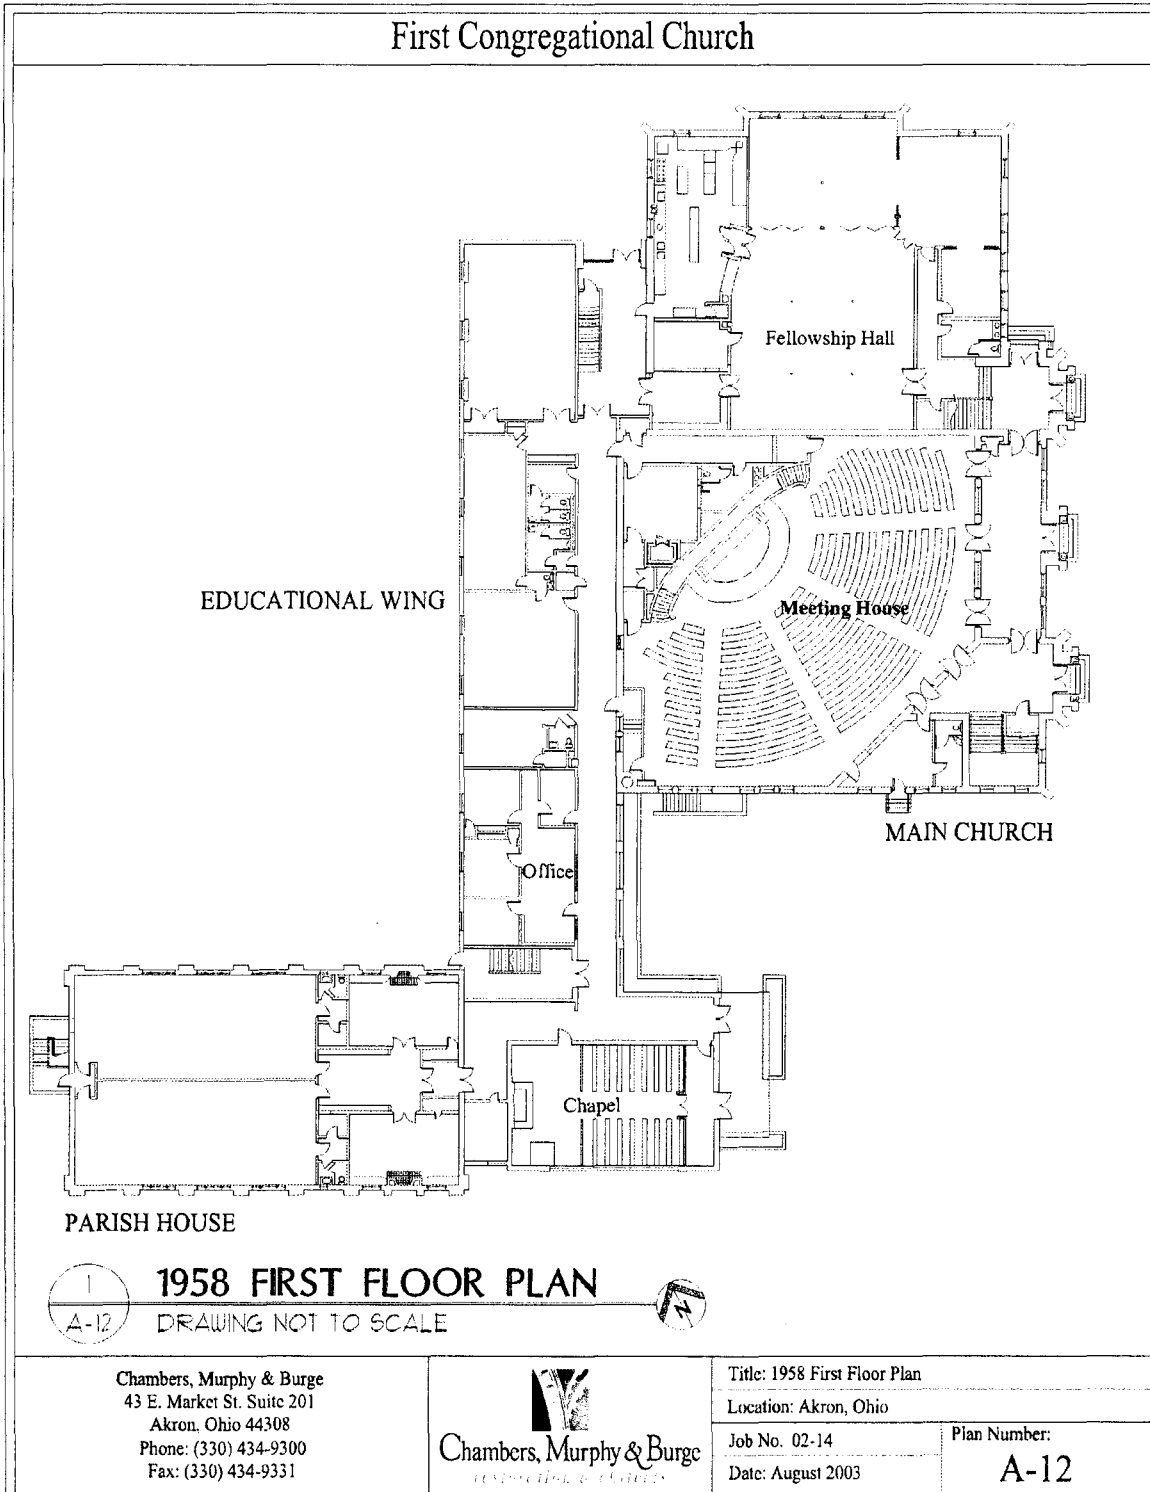 First Congregational Church
Fellowship Hall
EDUCATIONAL WING
Meeting House
MAIN CHURCH
Office
Chapel
PARISH HOUSE
1
A-12
1958 FIRST FLOOR PLAN
DRAWING NOT TO SCALE
N
Chambers, Murphy & Burge
43 E. Market St. Suite 201
Akron, Ohio 44308
Phone: (330) 434-9300
Fax: (330) 434-9331
Chambers, Murphy & Burge
Title: 1958 First Floor Plan
Location: Akron, Ohio
Job No. 02-14
Date: August 2003
Plan Number:
A-12